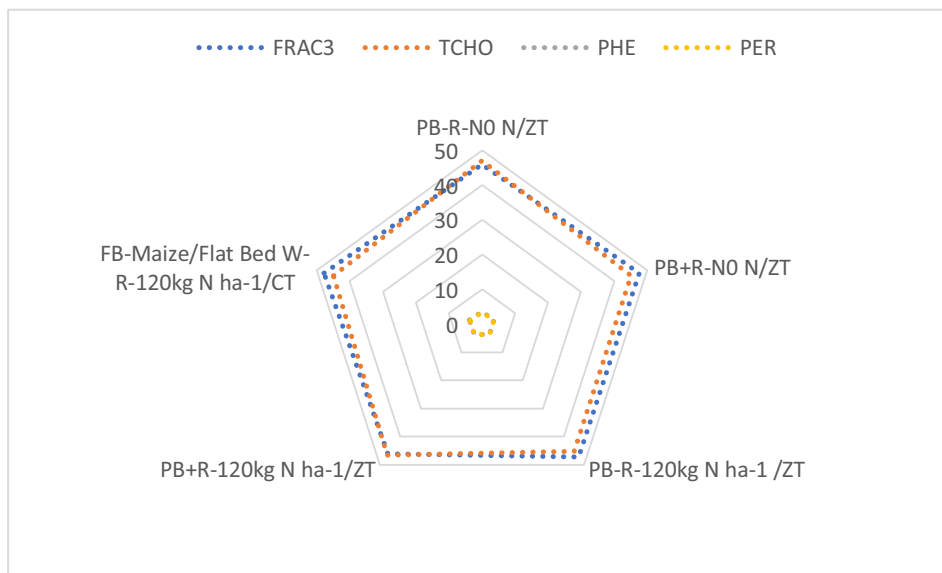 FRAC3 TCHO PHE PER
PB-R-N0 N/ZT
50
40
30
20
10
0
PB+R-N0 N/ZT
PB-R-120kg N ha-1 /ZT
PB+R-120kg N ha-1/ZT
FB-Maize/Flat Bed W-
R-120kg N ha-1/CT